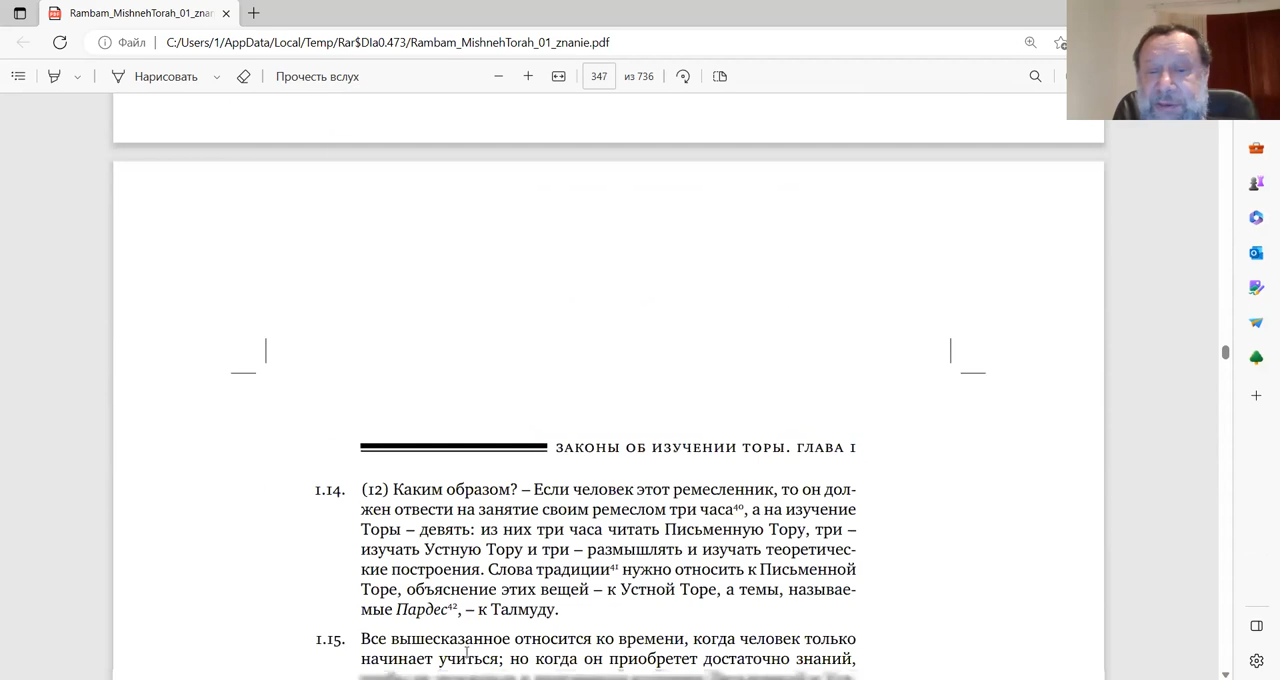 Rambam_MishnehTorah_01_znan
Файл
C:/Users/1/AppData/Local/Temp/Rar$DIa0.473/Rambam_MishnehTorah_01_znanie.pdf
Нарисовать
Прочесть вслух
347
из 736
ЗАКОНЫ ОБ ИЗУЧЕНИИ ТОРЫ. ГЛАВА 1
1.14. (12) Каким образом? – Если человек этот ремесленник, то он дол-
жен отвести на занятие своим ремеслом три часа⁴⁰, а на изучение
Торы – девять: из них три часа читать Письменную Тору, три –
изучать Устную Тору и три – размышлять и изучать теоретичес-
кие построения. Слова традиции⁴¹ нужно относить к Письменной
Торе, объяснение этих вещей – к Устной Торе, а темы, называе-
мые Пардес⁴², – к Талмуду.
1.15. Все вышесказанное относится ко времени, когда человек только
начинает учиться; но когда он приобретет достаточно знаний,